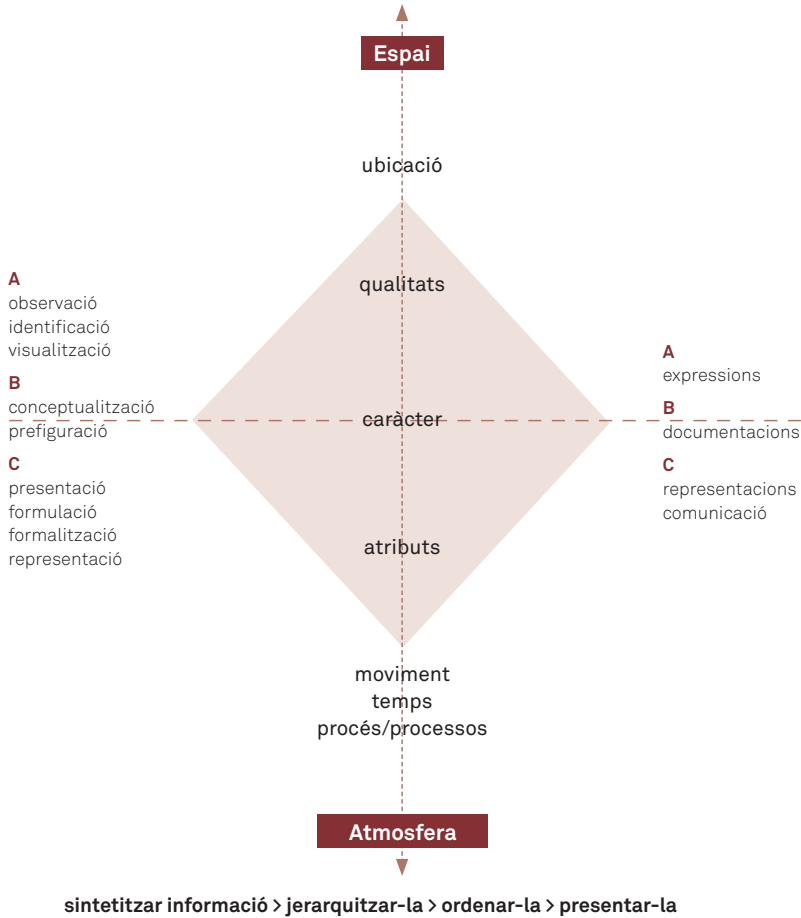 Espai
ubicació
qualitats
A
observació
identificació
visualització
B
conceptualització
prefiguració
C
presentació
formulació
formalització
representació
caràcter
A
expressions
B
documentacions
C
representacions
comunicació
atributs
moviment
temps
procés/processos
Atmosfera
sintetitzar informació > jerarquitzar-la > ordenar-la > presentar-la